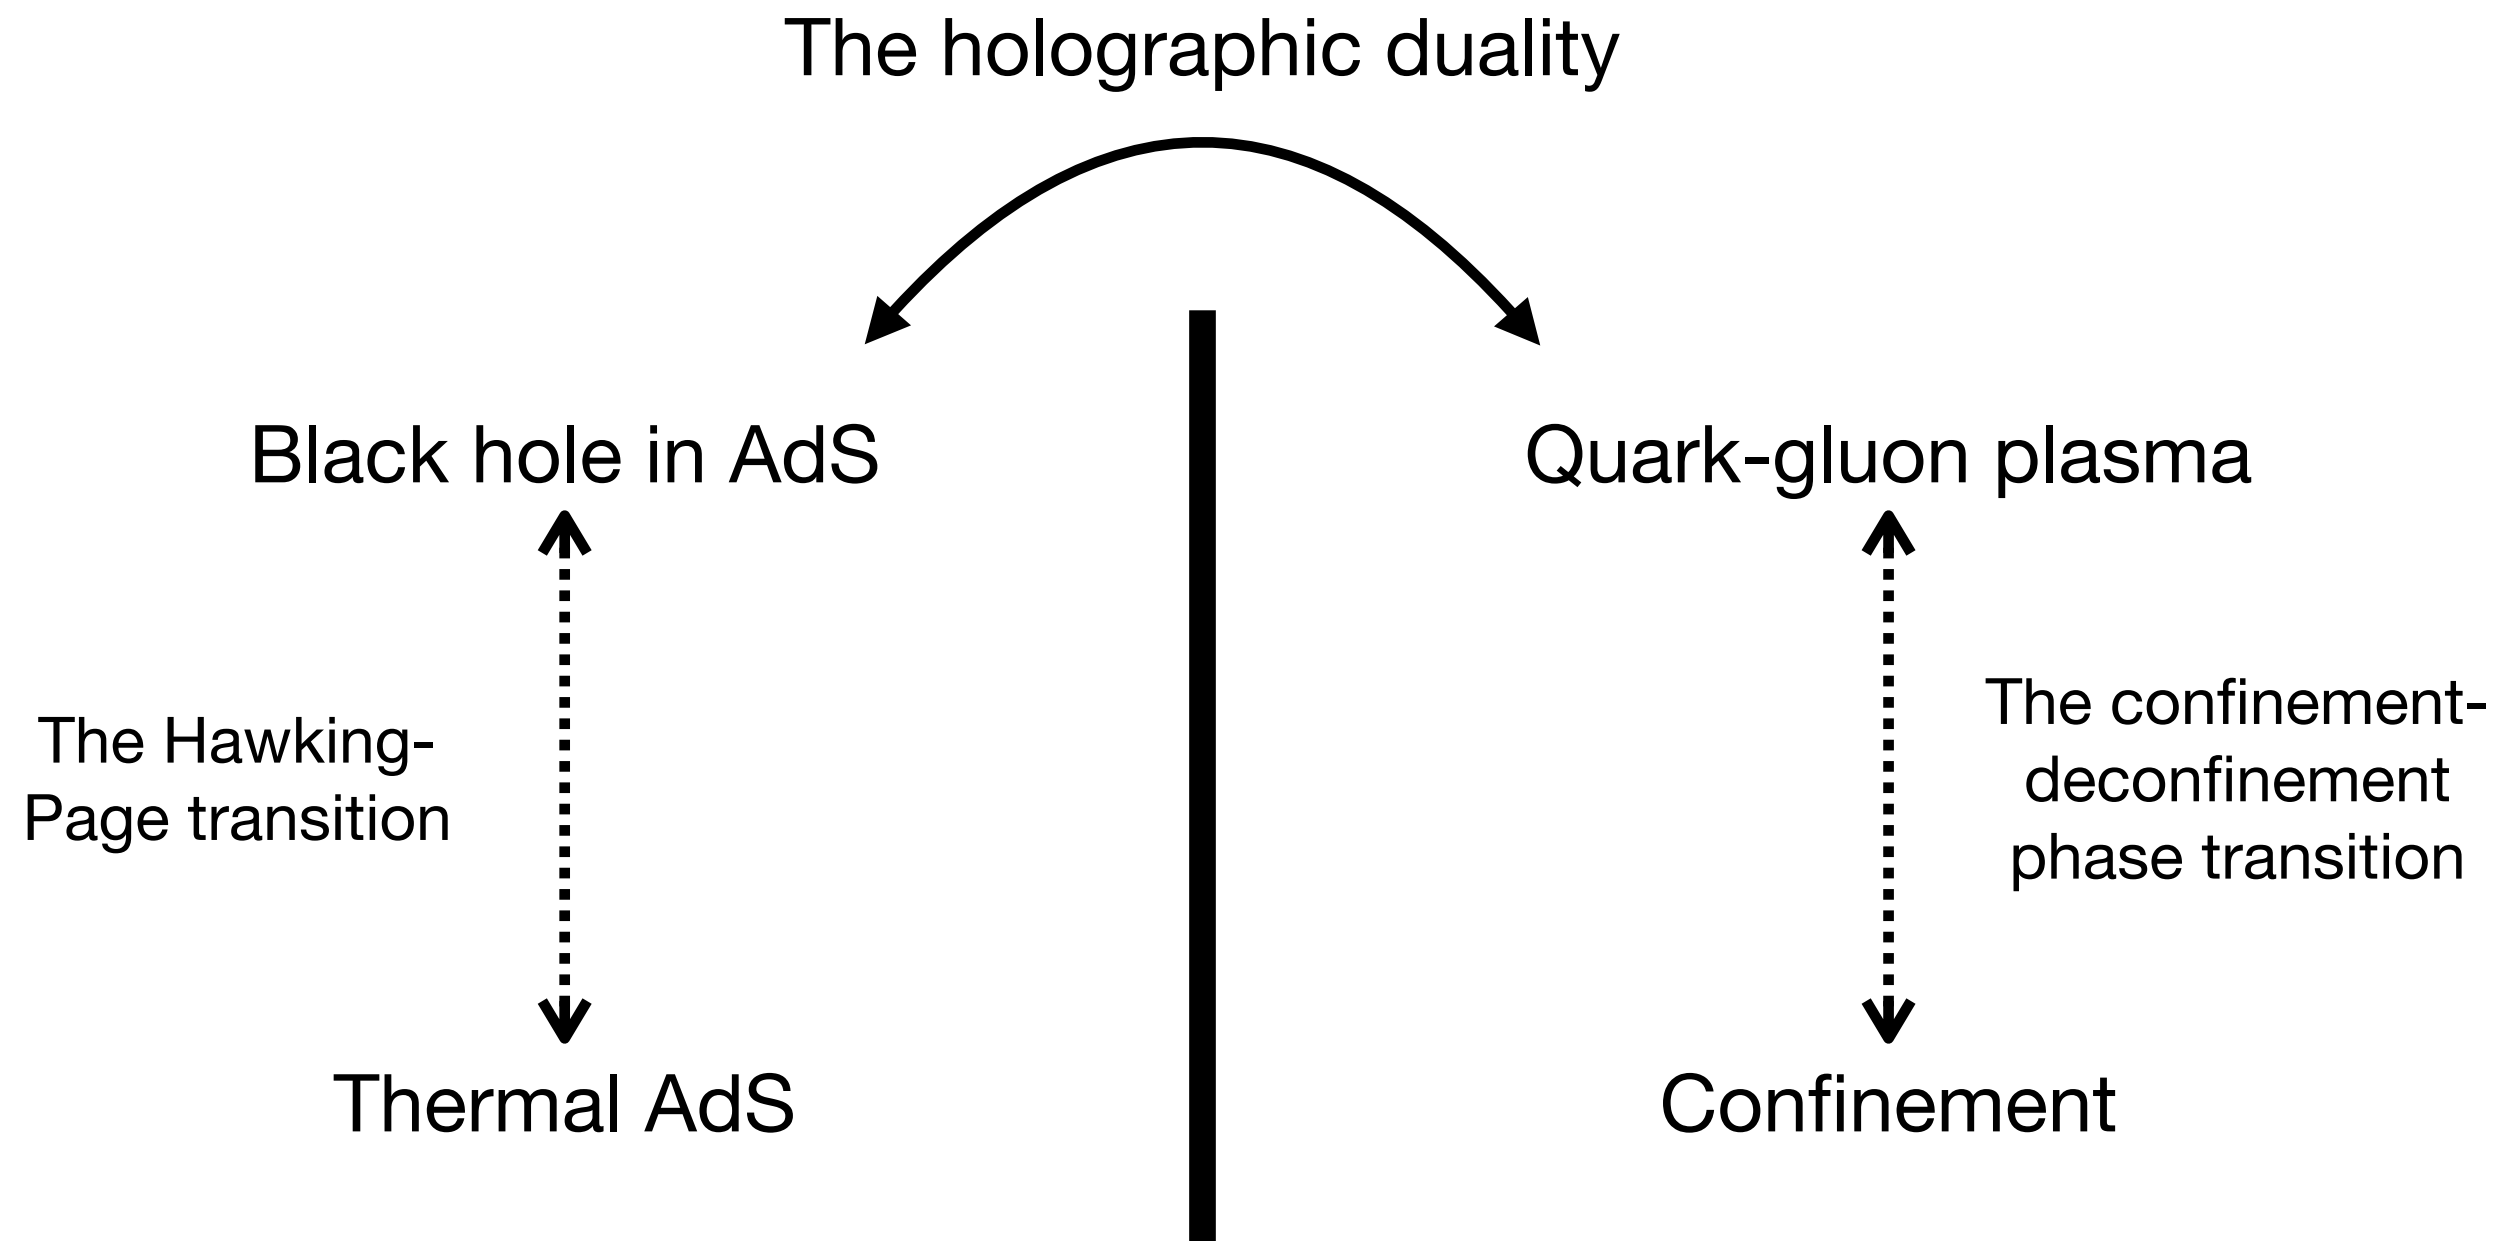 The holographic duality
Black hole in AdS
Quark-gluon plasma
The Hawking-
Page transition
The confinement-
deconfinement
phase transition
Thermal AdS
Confinement